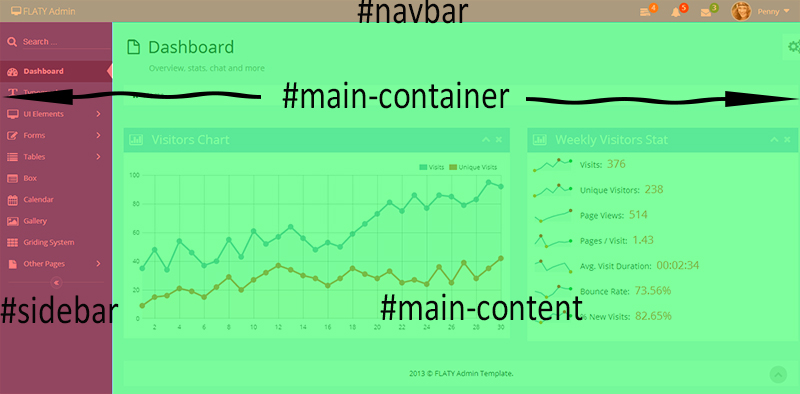 FLATY Admin
#navbar
4
5
3
Penny
Search ...
Dashboard
UI Elements
Forms
Tables
Box
Calendar
Gallery
Griding System
Other Pages
#sidebar
Dashboard
Overview, stats, chat and more
#main-container
Visitors Chart
Visits
Unique Visits
100
80
60
40
20
0
2 4 6 8 10 12 14 16 18 20 22 24 26 28 30
#main-content
Weekly Visitors Stat
Visits: 376
Unique Visitors: 238
Page Views: 514
Pages / Visit: 1.43
Avg. Visit Duration: 00:02:34
Bounce Rate: 73.56%
% New Visits: 82.65%
2013 © FLATY Admin Template.